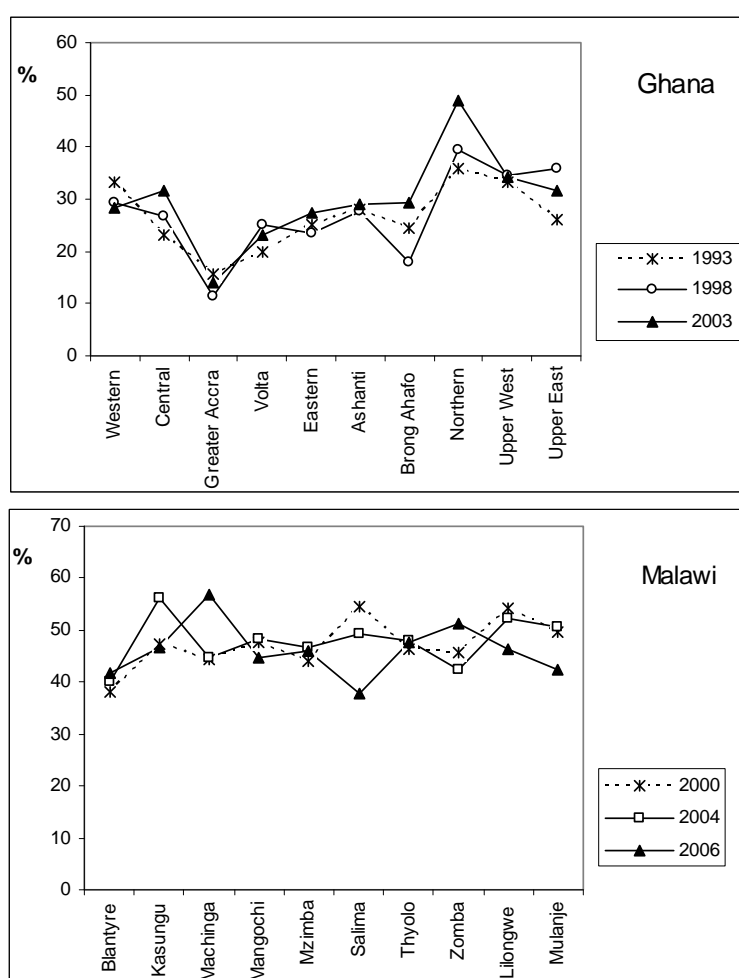 Ghana
%
60
50
40
30
20
10
0
Western
Central
Greater Accra
Volta
Eastern
Ashanti
Brong Ahafo
Northern
Upper West
Upper East
1993
1998
2003
Malawi
%
70
60
50
40
30
20
10
0
Blantyre
Kasungu
Machinga
Mangochi
Mzimba
Salima
Thyolo
Zomba
Lilongwe
Mulanje
2000
2004
2006